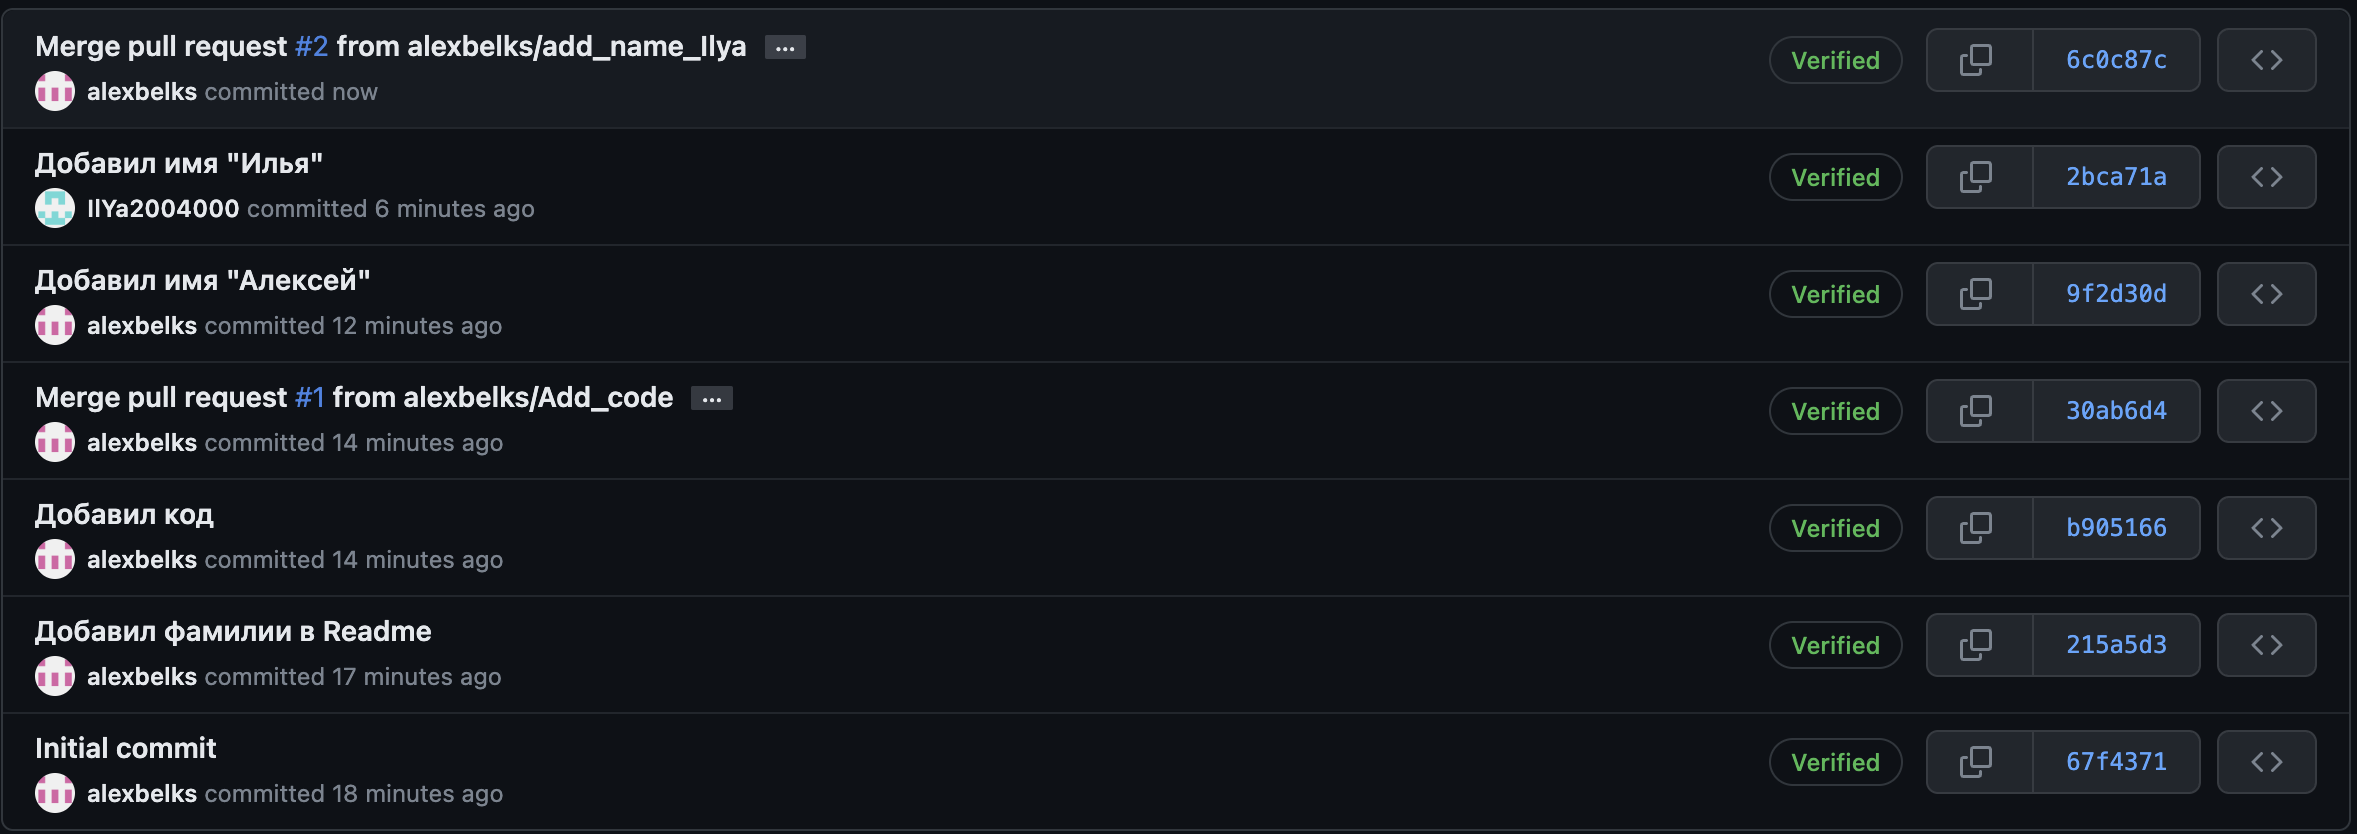 Merge pull request #2 from alexbelks/add_name_Ilya ...
alexbelks committed now
Verified
6c0c87c
Добавил имя "Илья"
IlYa2004000 committed 6 minutes ago
Verified
2bca71a
Добавил имя "Алексей"
alexbelks committed 12 minutes ago
Verified
9f2d30d
Merge pull request #1 from alexbelks/Add_code ...
alexbelks committed 14 minutes ago
Verified
30ab6d4
Добавил код
alexbelks committed 14 minutes ago
Verified
b905166
Добавил фамилии в Readme
alexbelks committed 17 minutes ago
Verified
215a5d3
Initial commit
alexbelks committed 18 minutes ago
Verified
67f4371